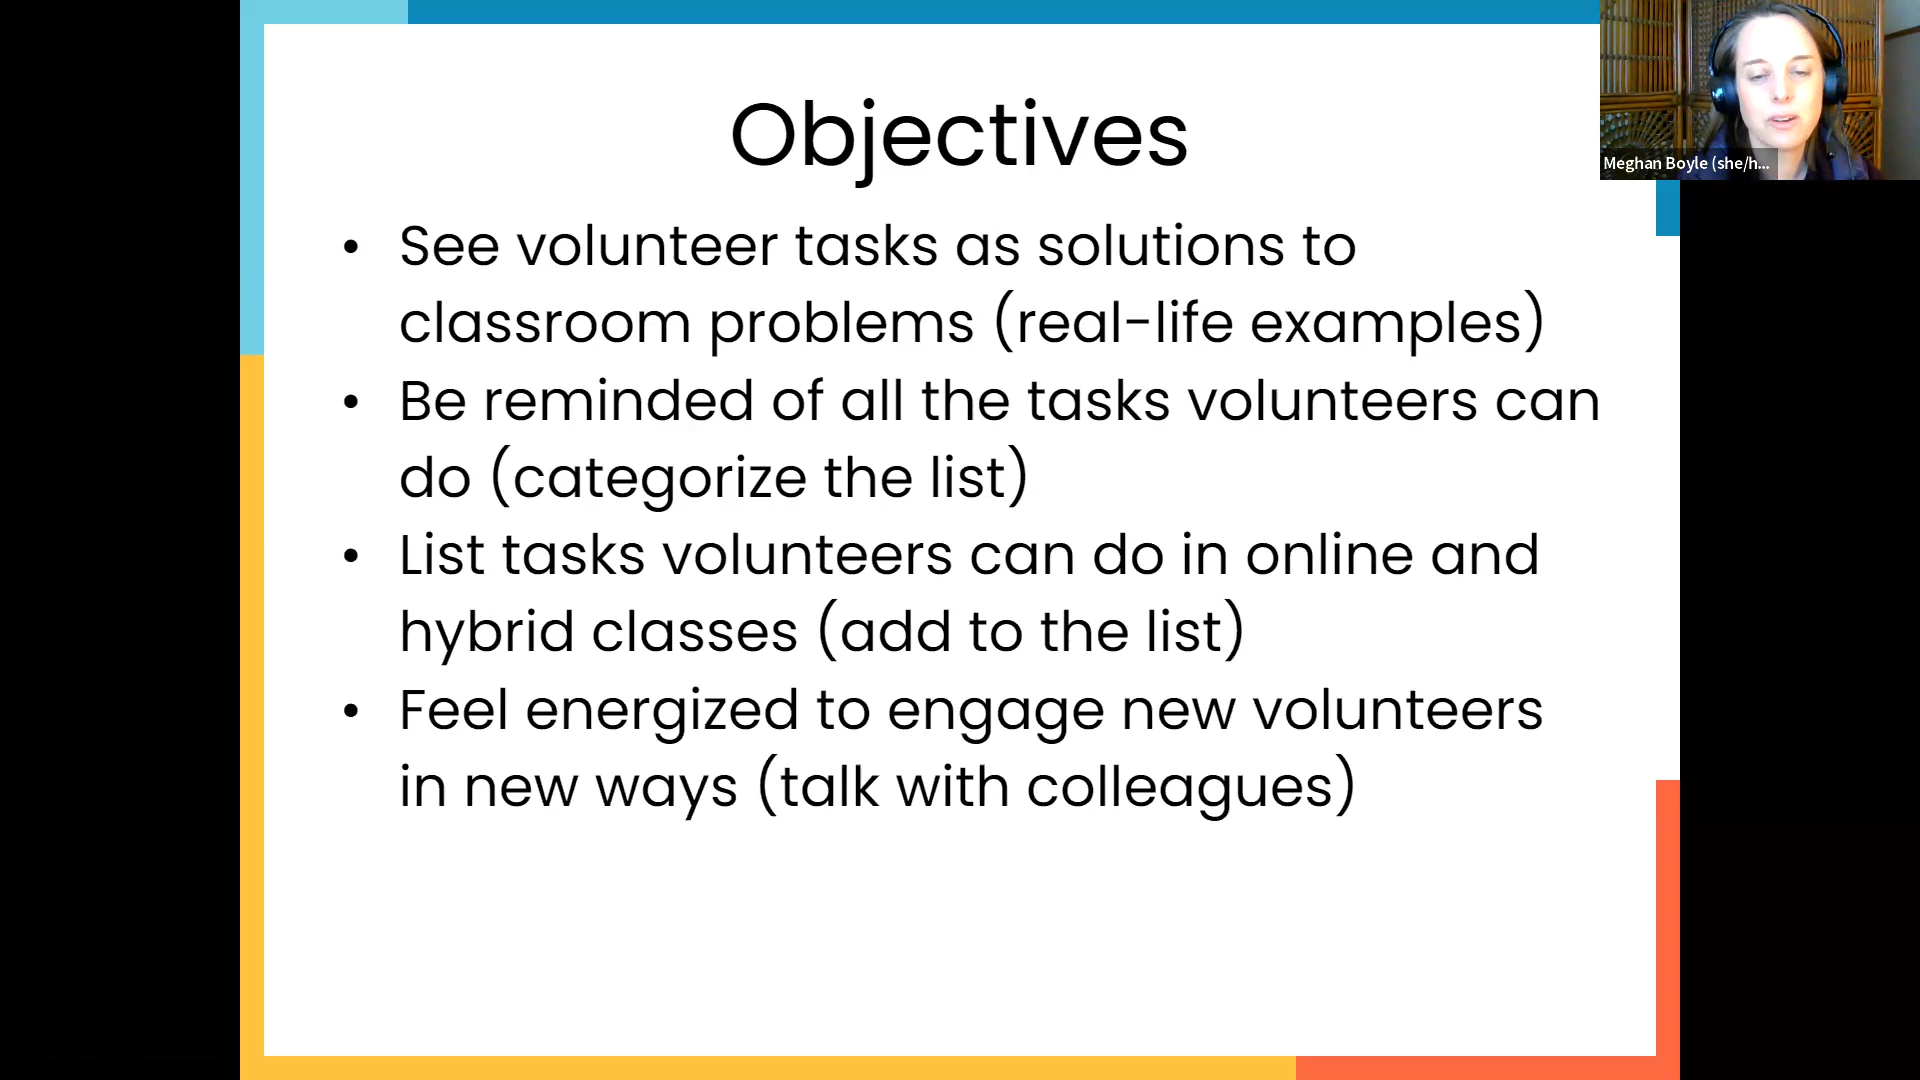 Objectives
• See volunteer tasks as solutions to
classroom problems (real-life examples)
• Be reminded of all the tasks volunteers can
do (categorize the list)
• List tasks volunteers can do in online and
hybrid classes (add to the list)
• Feel energized to engage new volunteers
in new ways (talk with colleagues)
Meghan Boyle (she/h...